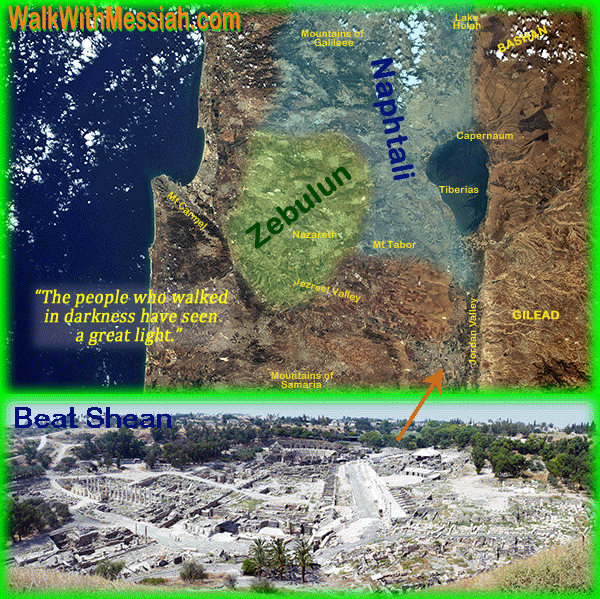 WalkWithMessiah.com
Mountains of
Galilee
Lake
Hulah
BASHAN
Naphtali
Capernaum
Zebulun
Tiberias
Mt Carmel
Nazareth
Mt Tabor
Jezreel Valley
“The people who walked
in darkness have seen
a great light.”
Jordan Valley
GILEAD
Mountains of
Samaria
Beat Shean